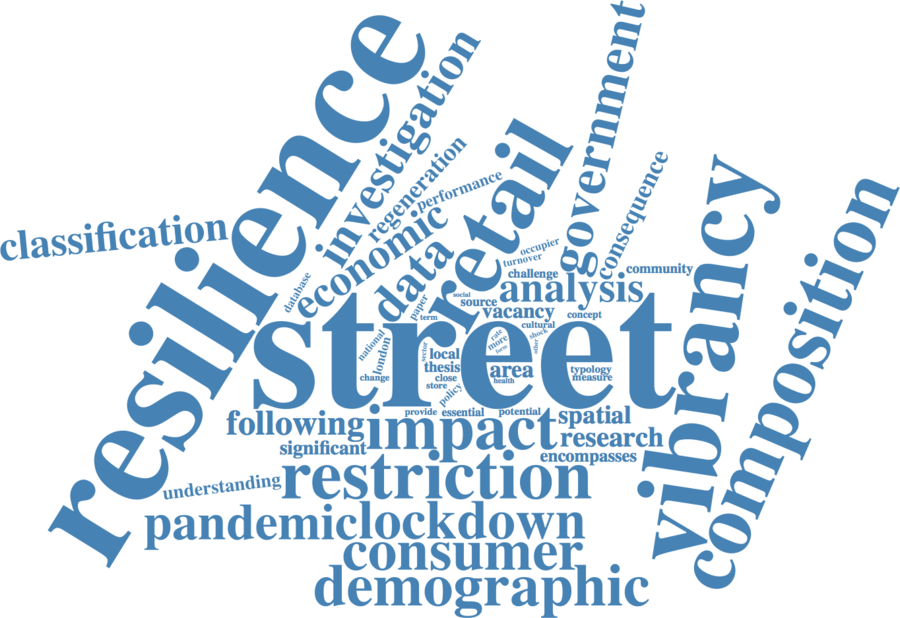 resilience
investigation
government
regeneration
performance
retail
consequence
vibrancy
composition
classification
economic
data
occupier
turnover
challenge
community
database
paper
social
source
analysis
term
vacancy
concept
cultural
street
national
london
sector
local
rate
more
shock
other
form
thesis
area
typology
change
close
health
measure
store
policy
provide
essential
potential
spatial
following
impact
research
significant
encompasses
restriction
understanding
pandemic
lockdown
consumer
demographic